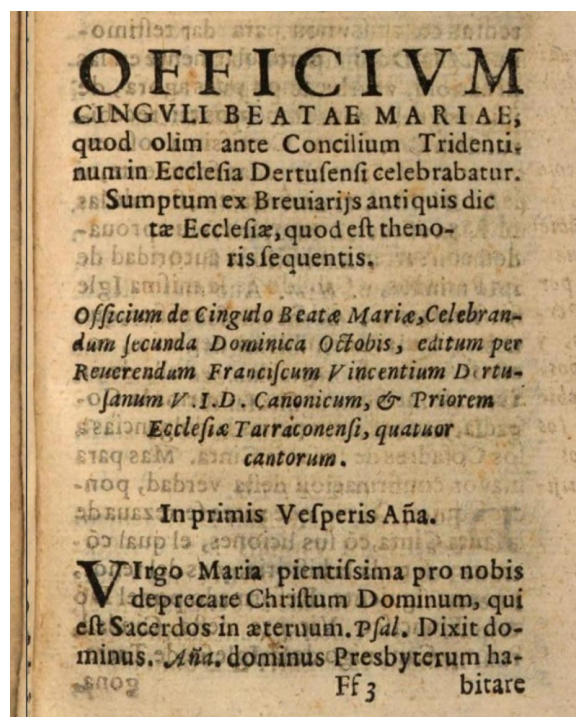 OFFICIVM
CINGVLI BEATAE MARIAE,
quod olim ante Concilium Tridenti-
num in Ecclesia Dertusensi celebrabatur.
Sumptum ex Breuiarijs antiquis dic
tæ Ecclesiæ, quod est theno-
ris sequentis.
Officium de Cingulo Beatæ Mariæ, Celebran-
dum secunda Dominica Octobis, editum per
Reuerendum Franciscum Vincentium Dertu-
sanum V.I.D. Canonicum, & Priorem
Ecclesiæ Tarraconensi, quatuor
cantorum.
In primis Vesperis Aña.
VIrgo Maria pientissima pro nobis
deprecare Christum Dominum, qui
est Sacerdos in æternum. Psal. Dixit do-
minus. Aña. dominus Presbyterum ha-
Ff 3 bitare